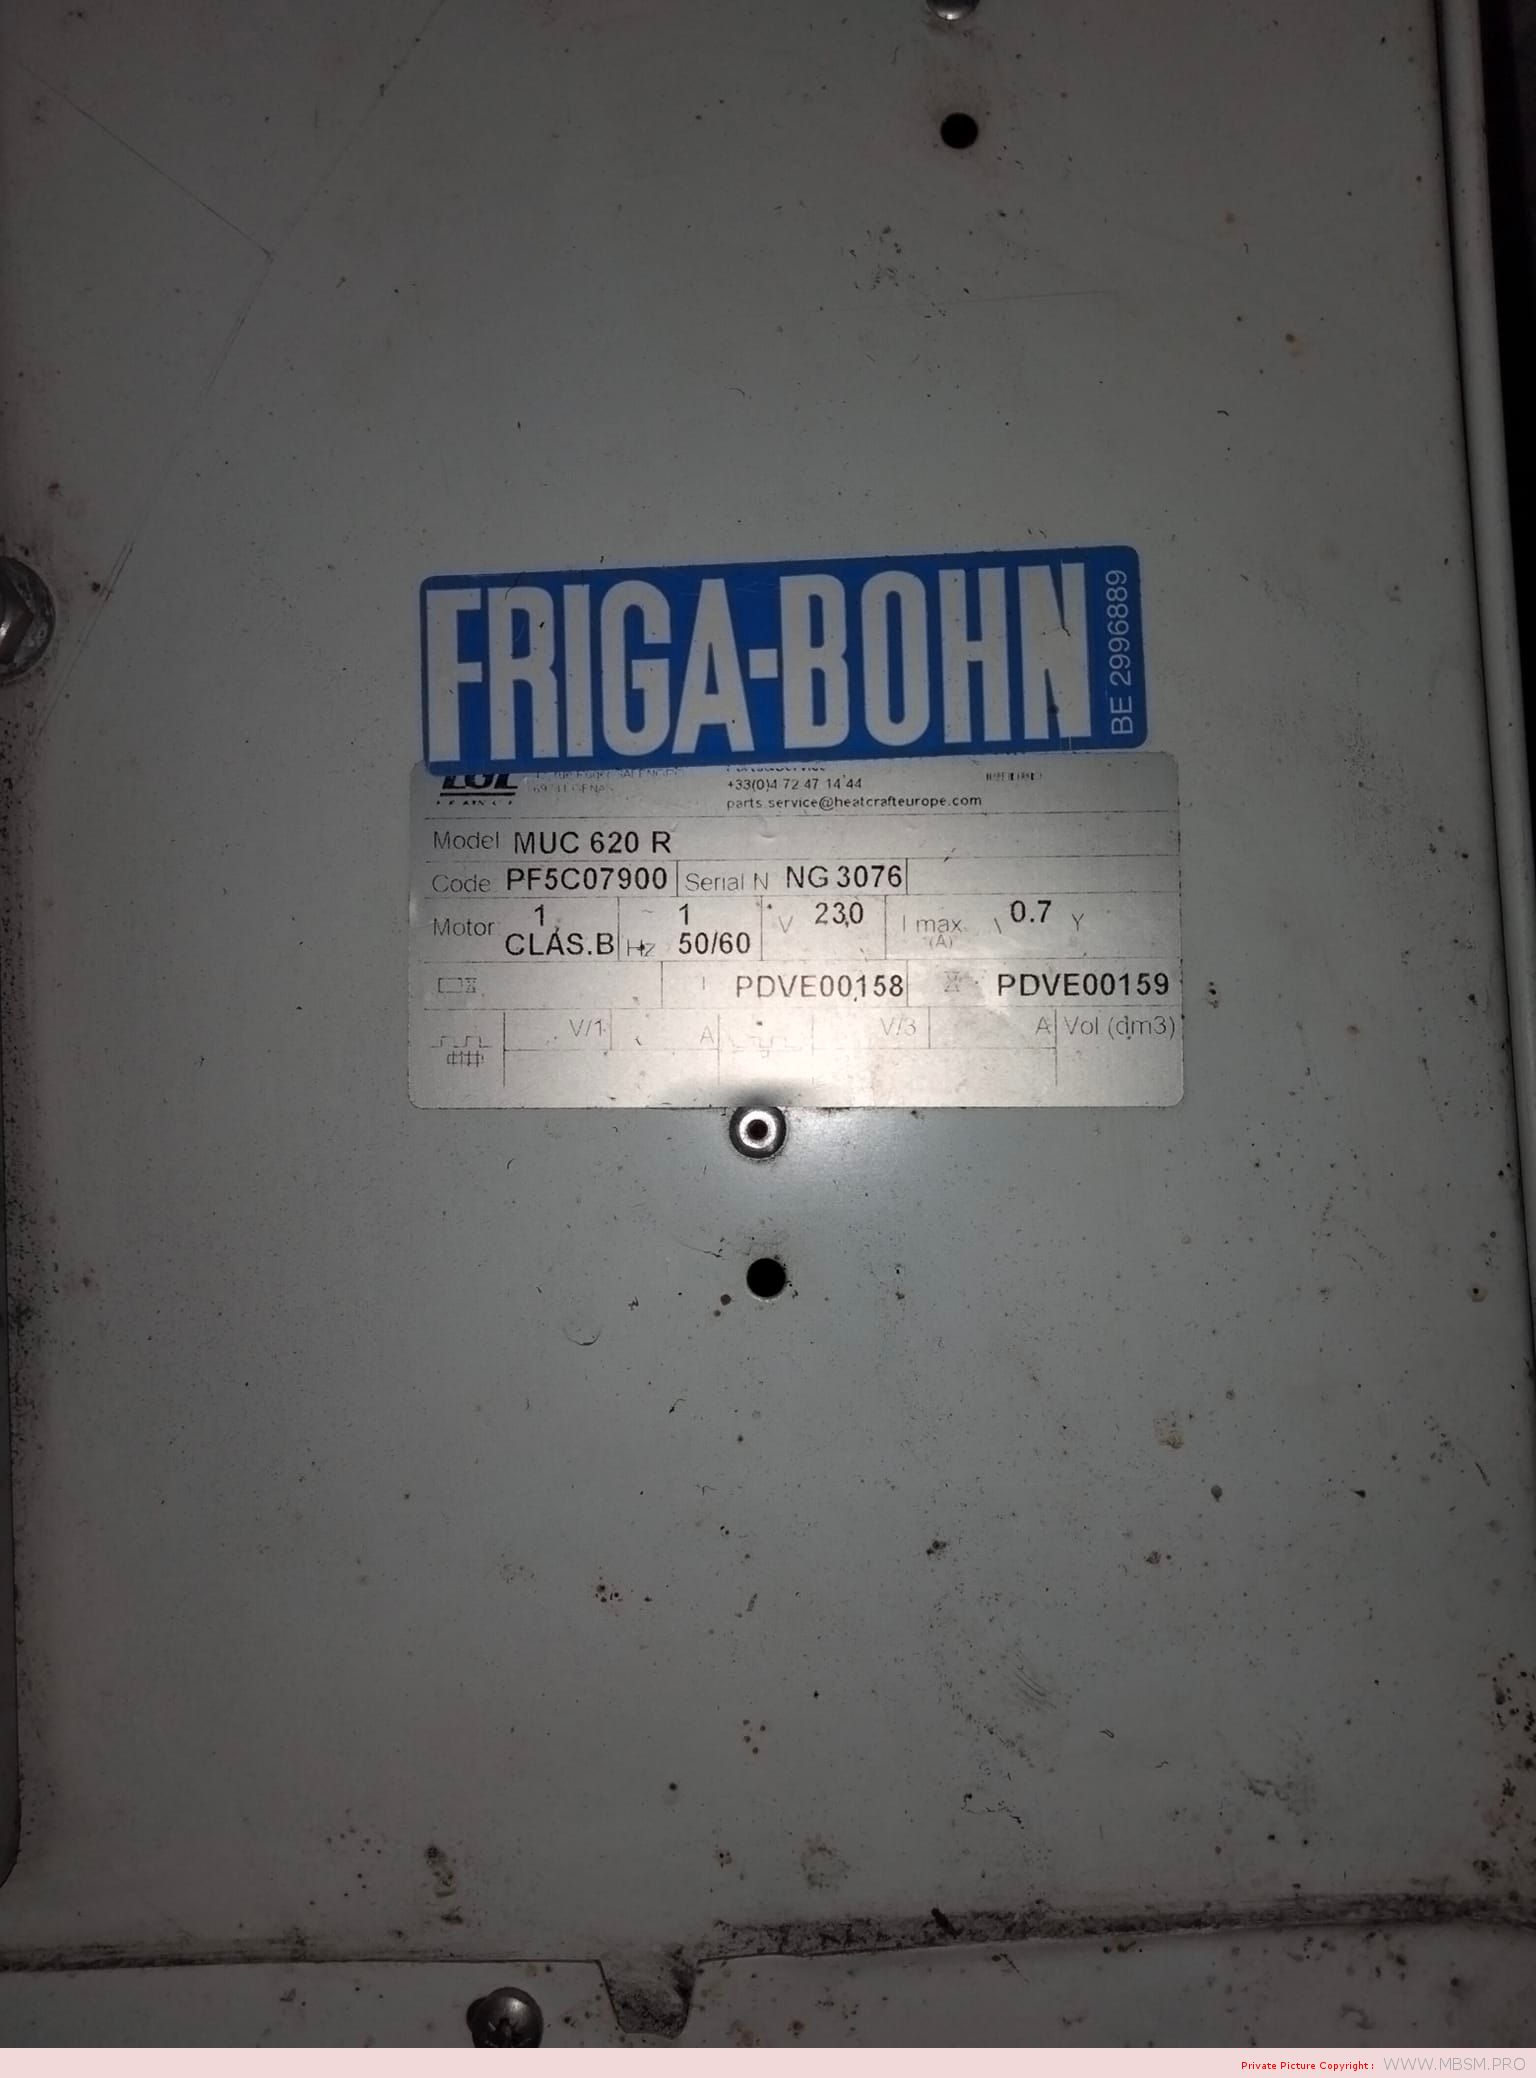 FRIGA-BOHN
BE 2996889
LGL
FRANCE
+33(0)4 72 47 14 44
parts.service@heatcrafteurope.com
Model MUC 620 R
Code PF5C07900 Serial N NG 3076
Motor 1 ~ 1 V 230 I max (A) 0.7 Y
CLAS.B Hz 50/60
PDVE00158 PDVE00159
V/1 A V/3 A Vol (dm3)
Private Picture Copyright : WWW.MBSM.PRO